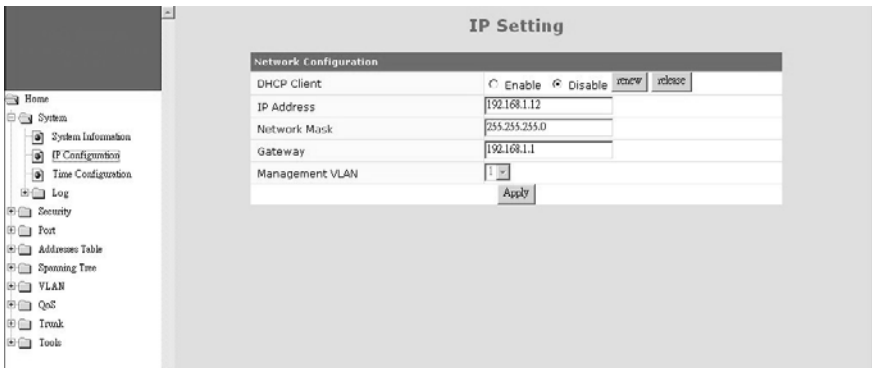 IP Setting
Network Configuration
DHCP Client
Enable Disable renew release
IP Address
192.168.1.12
Network Mask
255.255.255.0
Gateway
192.168.1.1
Management VLAN
1
Apply
Home
System
System Information
IP Configuration
Time Configuration
Log
Security
Port
Addresses Table
Spanning Tree
VLAN
QoS
Trunk
Tools